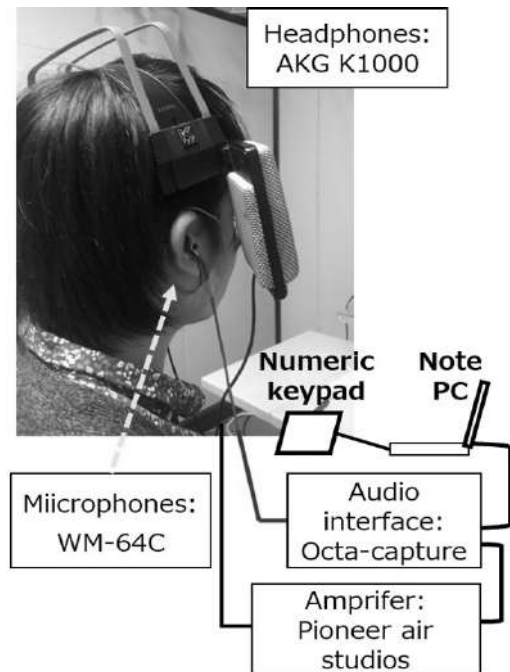 Headphones:
AKG K1000
Numeric
keypad
Note
PC
Miicrophones:
WM-64C
Audio
interface:
Octa-capture
Amprifer:
Pioneer air
studios